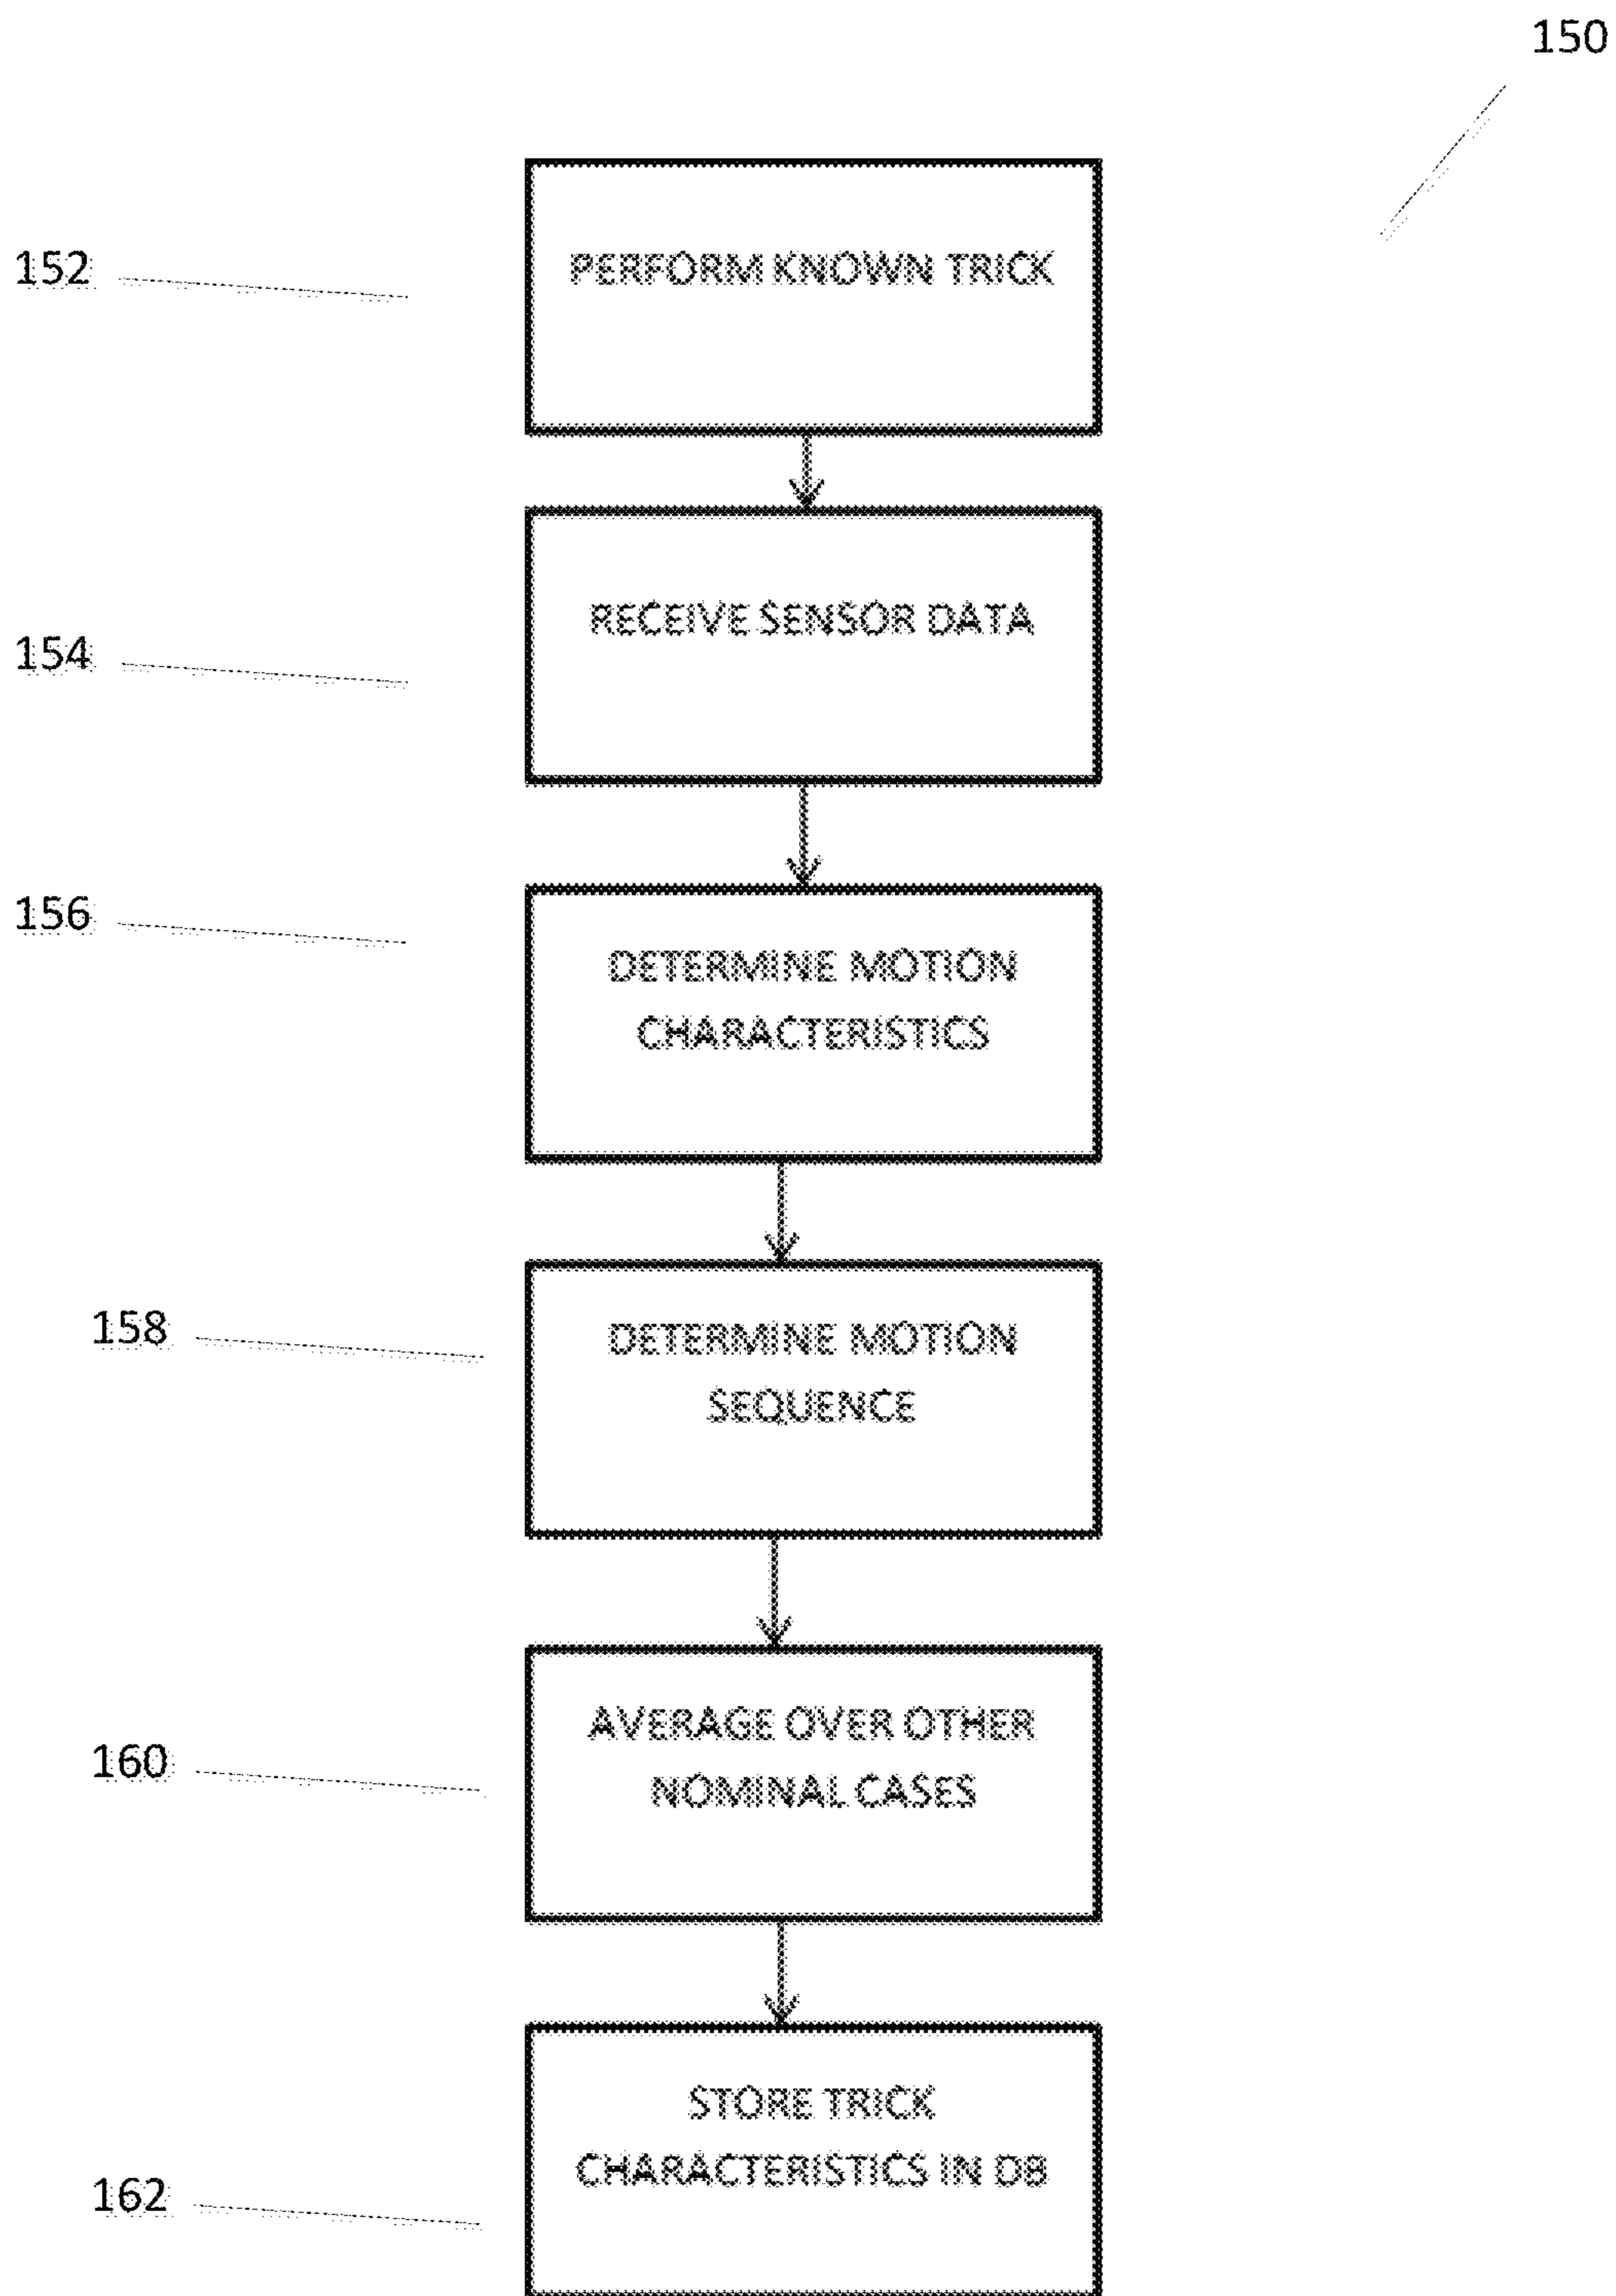 150
152
PERFORM KNOWN TRICK
154
RECEIVE SENSOR DATA
156
DETERMINE MOTION
CHARACTERISTICS
158
DETERMINE MOTION
SEQUENCE
160
AVERAGE OVER OTHER
NOMINAL CASES
162
STORE TRICK
CHARACTERISTICS IN DB